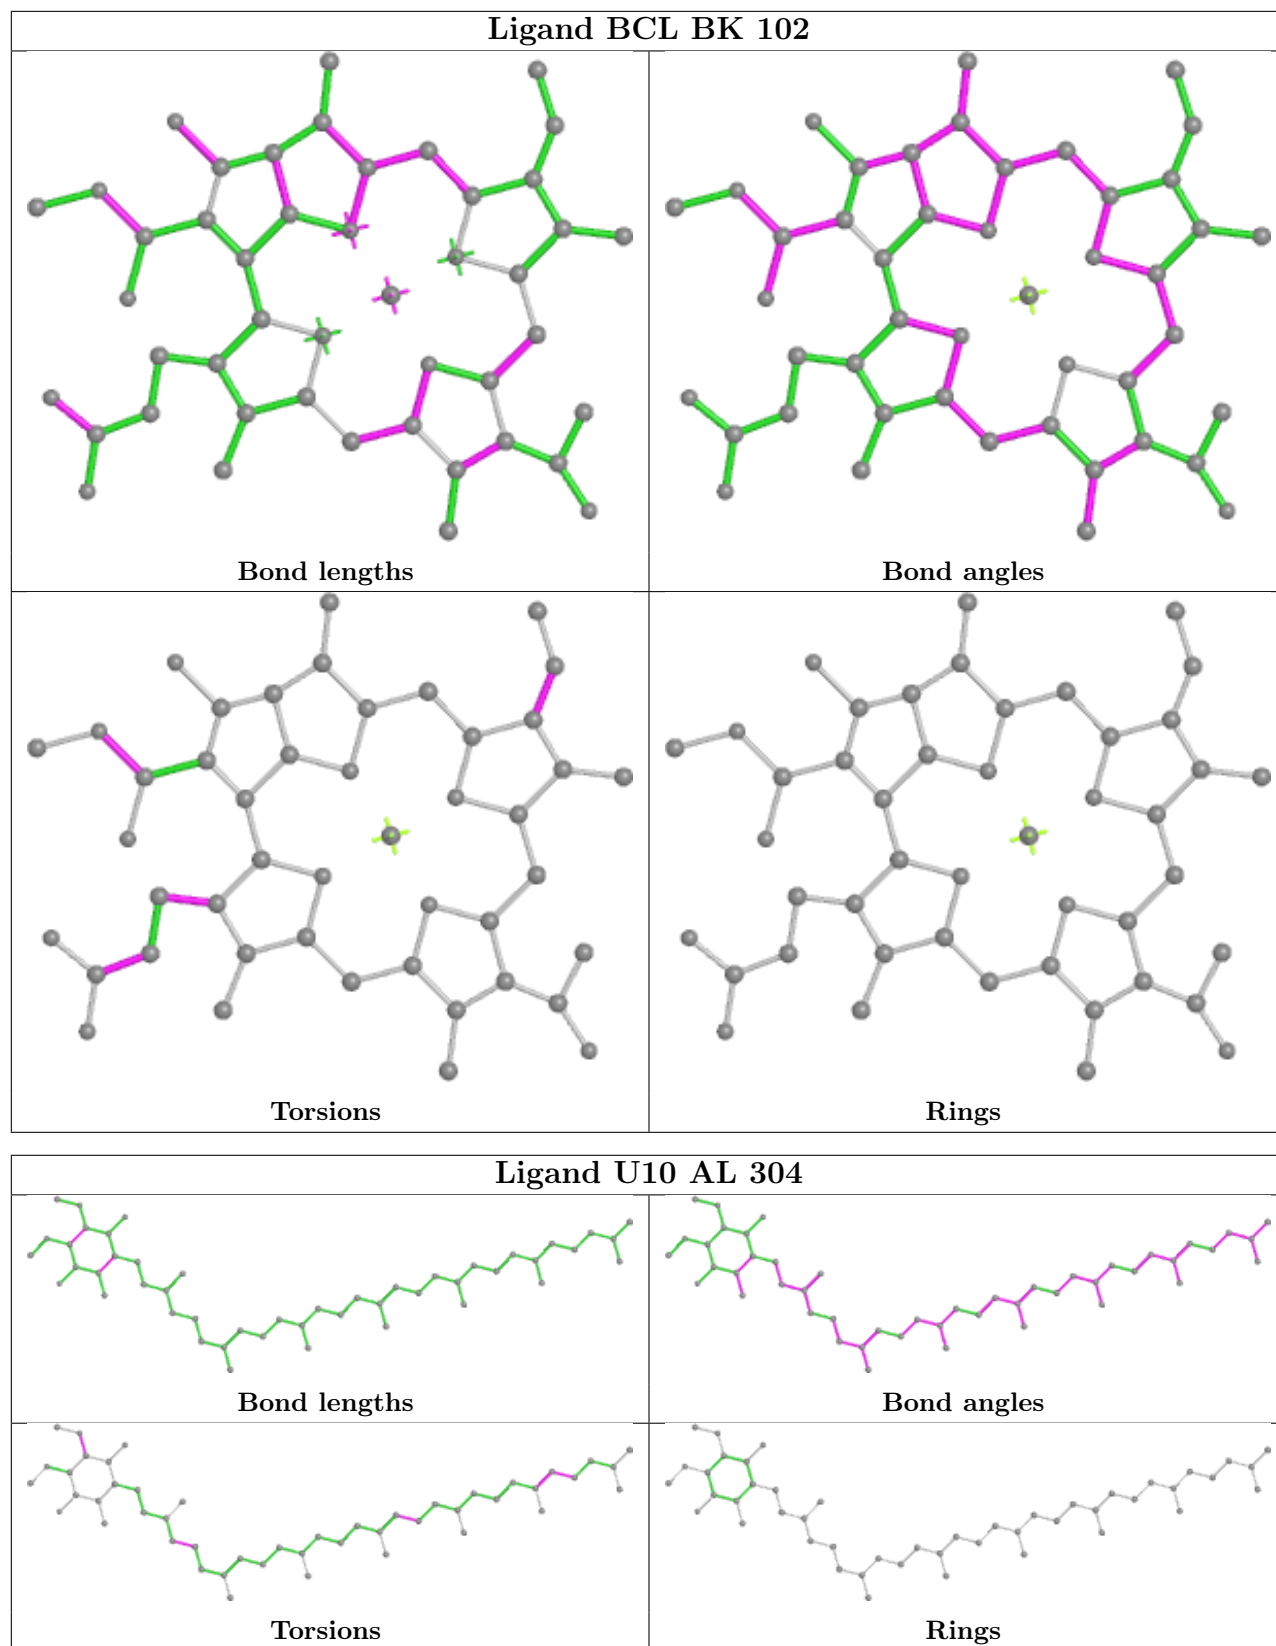 Ligand BCL BK 102
Bond lengths
Bond angles
Torsions
Rings
Ligand U10 AL 304
Bond lengths
Bond angles
Torsions
Rings